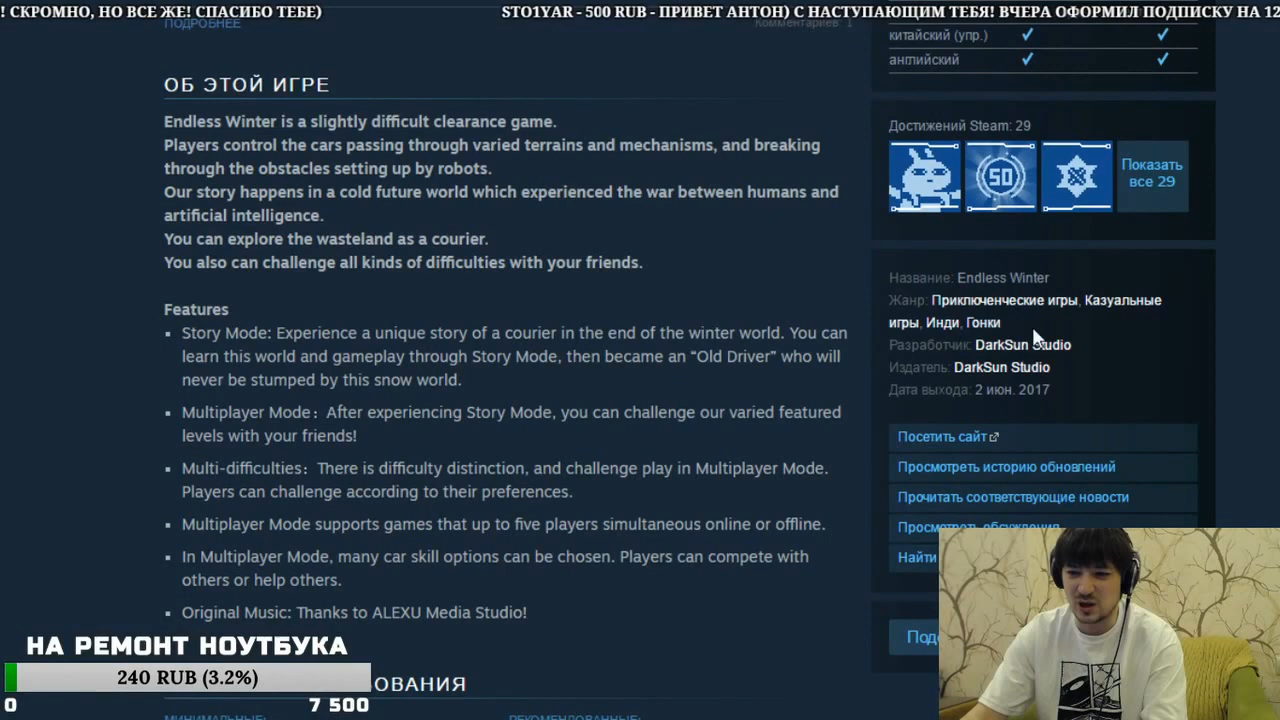 ! СКРОМНО, НО ВСЕ ЖЕ! СПАСИБО ТЕБЕ)
STO1YAR - 500 RUB - ПРИВЕТ АНТОН) С НАСТУПАЮЩИМ ТЕБЯ! ВЧЕРА ОФОРМИЛ ПОДПИСКУ НА 12
ПОДРОБНЕЕ
Комментариев: 1
ОБ ЭТОЙ ИГРЕ
Endless Winter is a slightly difficult clearance game.
Players control the cars passing through varied terrains and mechanisms, and breaking
through the obstacles setting up by robots.
Our story happens in a cold future world which experienced the war between humans and
artificial intelligence.
You can explore the wasteland as a courier.
You also can challenge all kinds of difficulties with your friends.
Features
▪ Story Mode: Experience a unique story of a courier in the end of the winter world. You can
learn this world and gameplay through Story Mode, then became an “Old Driver” who will
never be stumped by this snow world.
▪ Multiplayer Mode：After experiencing Story Mode, you can challenge our varied featured
levels with your friends!
▪ Multi-difficulties：There is difficulty distinction, and challenge play in Multiplayer Mode.
Players can challenge according to their preferences.
▪ Multiplayer Mode supports games that up to five players simultaneous online or offline.
▪ In Multiplayer Mode, many car skill options can be chosen. Players can compete with
others or help others.
▪ Original Music: Thanks to ALEXU Media Studio!
НА РЕМОНТ НОУТБУКА
240 RUB (3.2%)
0
7 500
ОВАНИЯ
МИНИМАЛЬНЫЕ:
РЕКОМЕНДОВАННЫЕ:
китайский (упр.) ✔ ✔
английский ✔ ✔
Достижений Steam: 29
50
Показать
все 29
Название: Endless Winter
Жанр: Приключенческие игры, Казуальные
игры, Инди, Гонки
Разработчик: DarkSun Studio
Издатель: DarkSun Studio
Дата выхода: 2 июн. 2017
Посетить сайт
Просмотреть историю обновлений
Прочитать соответствующие новости
Просмотреть обсуждения
Найти
Под